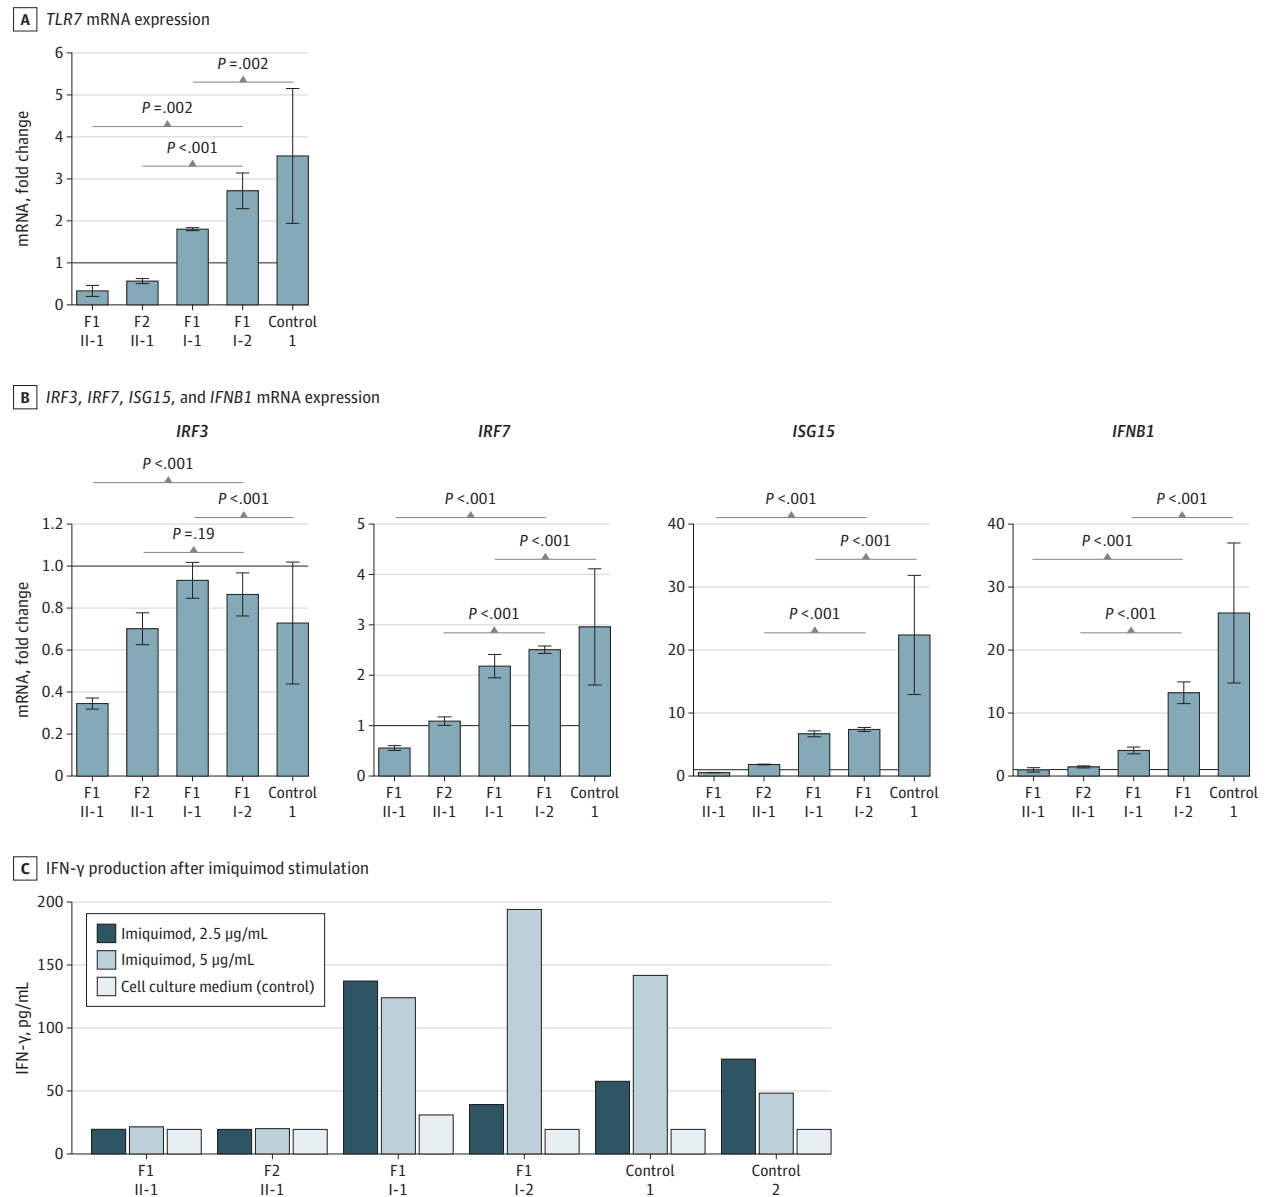 A TLR7 mRNA expression
mRNA, fold change
6
5
4
3
2
1
0
P =.002
P =.002
P <.001
F1 II-1
F2 II-1
F1 I-1
F1 I-2
Control 1
B IRF3, IRF7, ISG15, and IFNB1 mRNA expression
IRF3
mRNA, fold change
1.2
1.0
0.8
0.6
0.4
0.2
0
P <.001
P <.001
P =.19
F1 II-1
F2 II-1
F1 I-1
F1 I-2
Control 1
IRF7
5
4
3
2
1
0
P <.001
P <.001
P <.001
F1 II-1
F2 II-1
F1 I-1
F1 I-2
Control 1
ISG15
40
30
20
10
0
P <.001
P <.001
P <.001
F1 II-1
F2 II-1
F1 I-1
F1 I-2
Control 1
IFNB1
40
30
20
10
0
P <.001
P <.001
P <.001
F1 II-1
F2 II-1
F1 I-1
F1 I-2
Control 1
C IFN-γ production after imiquimod stimulation
IFN-γ, pg/mL
200
150
100
50
0
Imiquimod, 2.5 µg/mL
Imiquimod, 5 µg/mL
Cell culture medium (control)
F1 II-1
F2 II-1
F1 I-1
F1 I-2
Control 1
Control 2